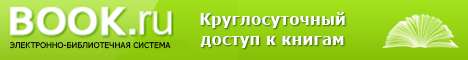 BOOK.ru
ЭЛЕКТРОННО-БИБЛИОТЕЧНАЯ СИСТЕМА
Круглосуточный
доступ к книгам